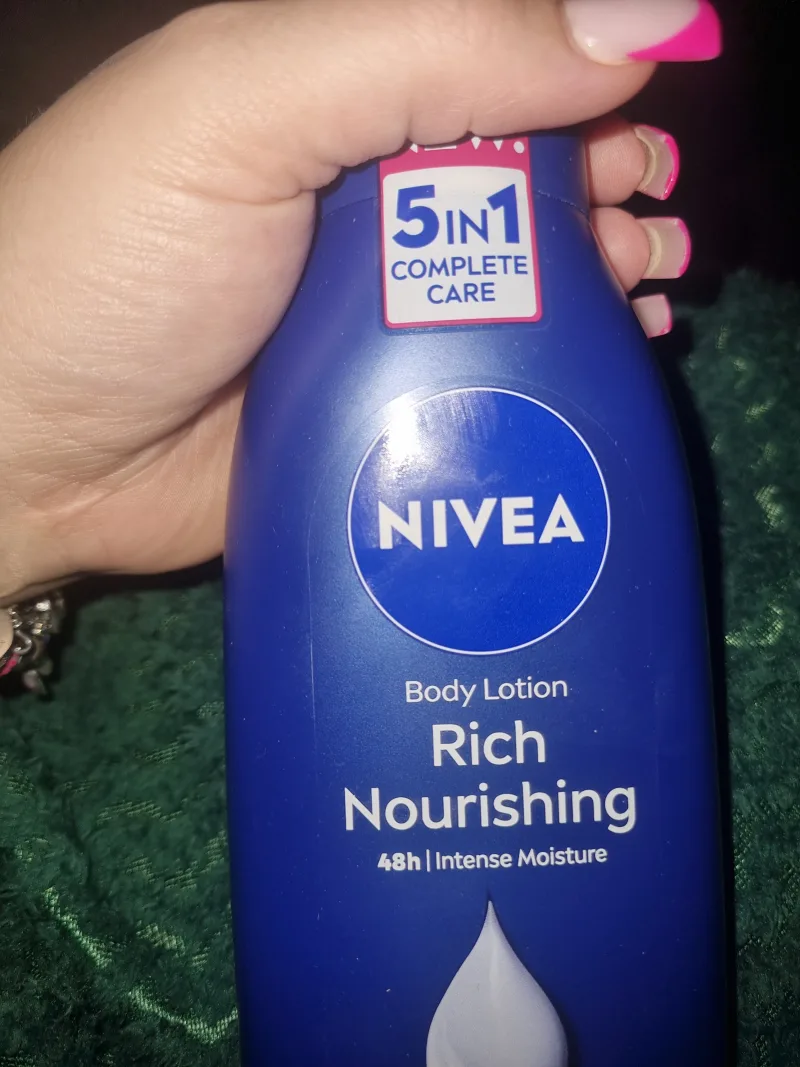 5IN1
COMPLETE
CARE
NIVEA
Body Lotion
Rich
Nourishing
48h | Intense Moisture